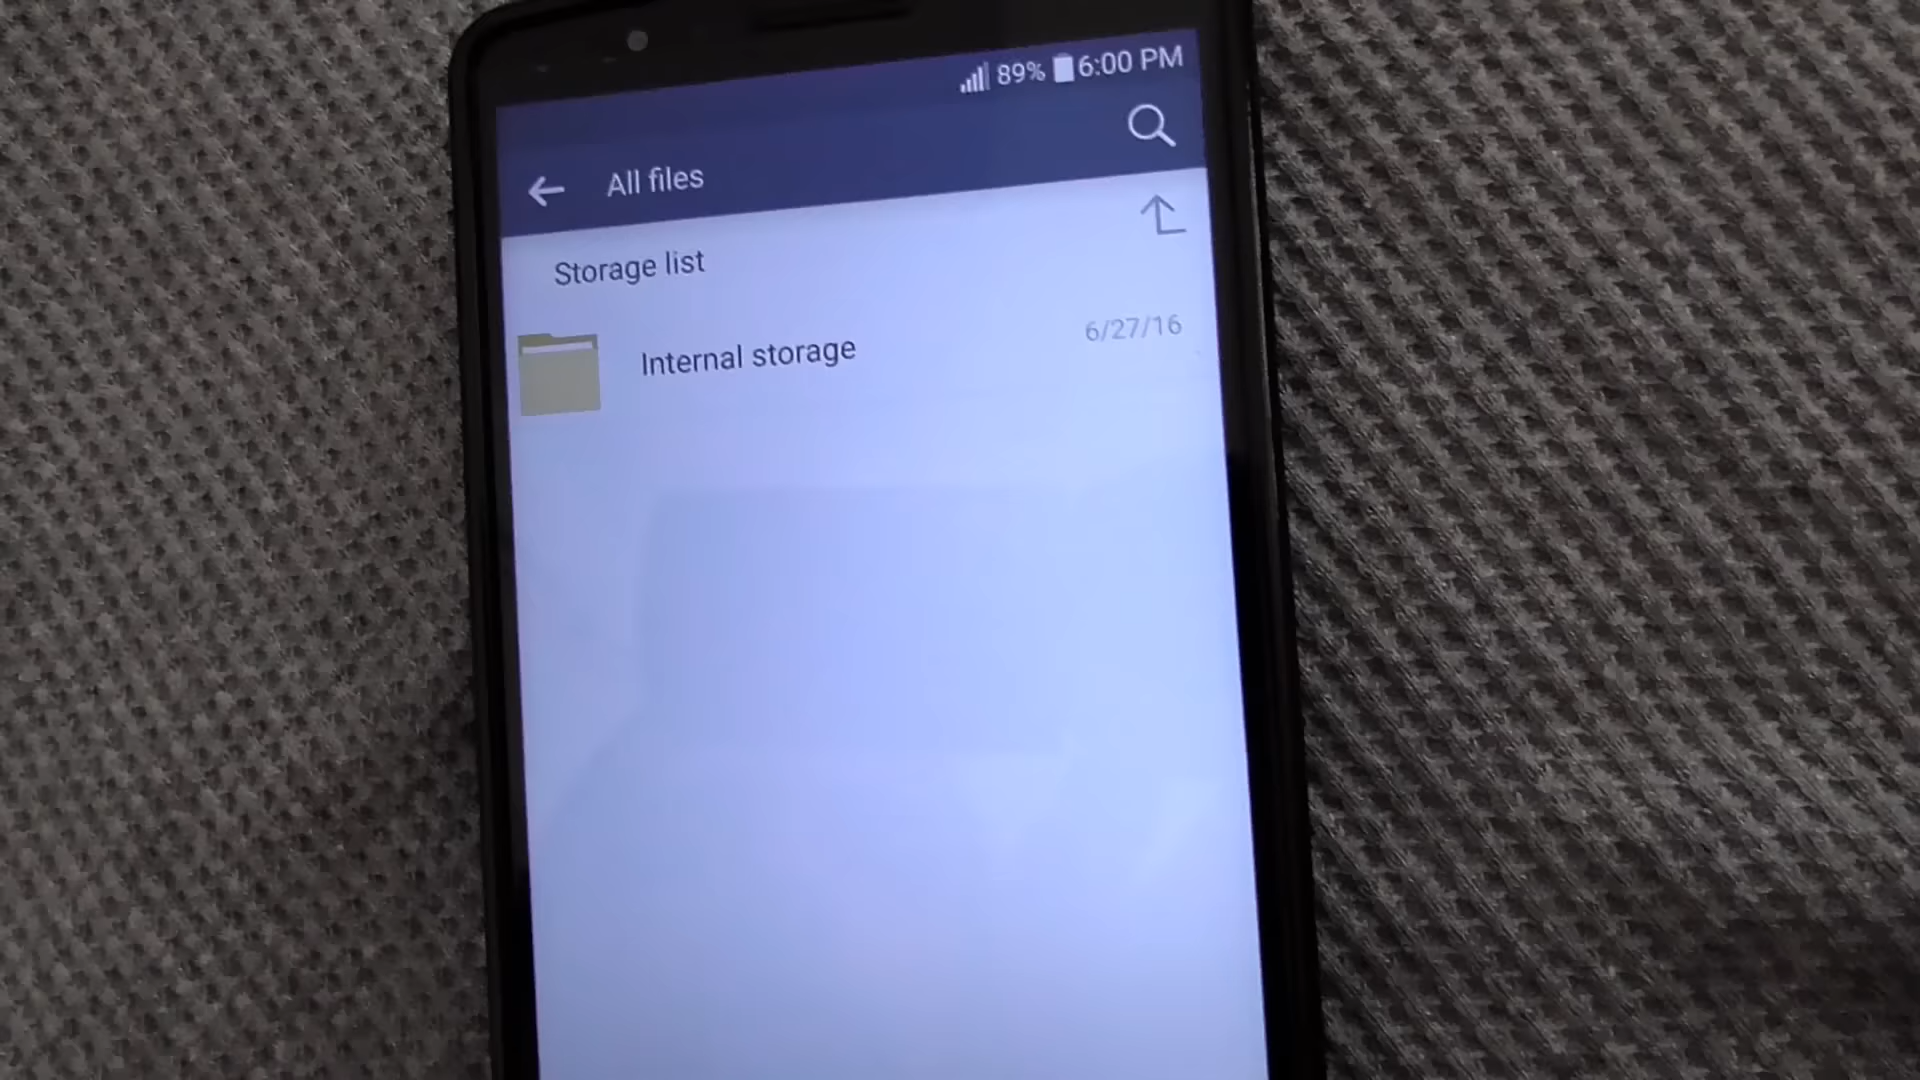 89% 6:00 PM
All files
Storage list
Internal storage
6/27/16